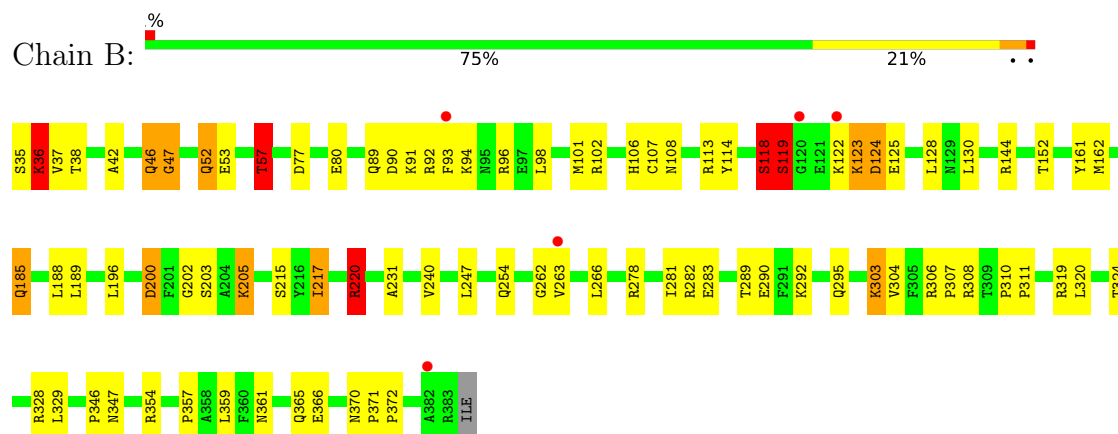 .%
Chain B:
75% 21% . .
S35 K36 V37 T38 A42 Q46 G47 Q52 E53 T57 D77 E80 Q89 D90 K91 R92 F93 K94 N95 R96 E97 L98 M101 R102 H106 C107 N108 R113 Y114 S118 S119 G120 E121 K122 K123 D124 E125 L128 N129 L130 R144 T152 Y161 M162
Q185 L188 L189 L196 D200 F201 G202 S203 A204 K205 S215 Y216 I217 R220 A231 V240 L247 Q254 G262 V263 L266 R278 I281 R282 E283 T289 E290 F291 K292 Q295 K303 V304 F305 R306 P307 R308 T309 P310 P311 R319 L320 T324
R328 L329 P346 N347 R354 P357 A358 L359 F360 N361 Q365 E366 N370 P371 P372 A382 R383 ILE